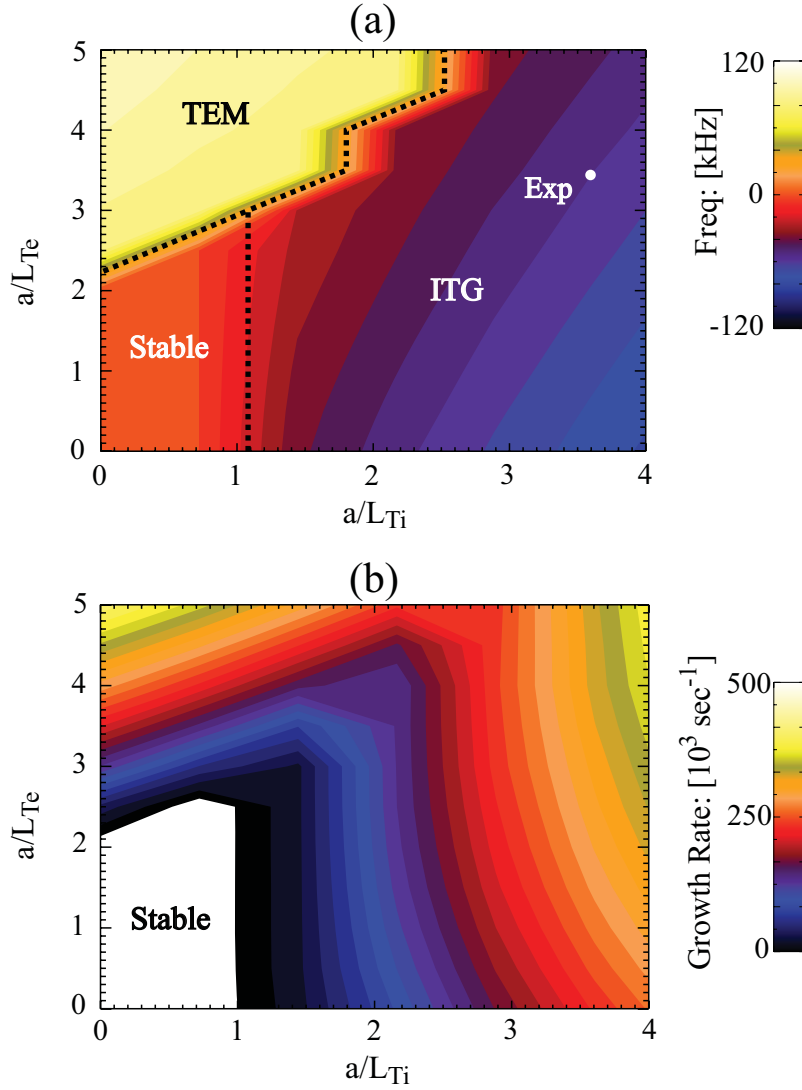 (a)
5
4
3
2
1
0
a/L_Te
TEM
Exp
ITG
Stable
0
1
2
3
4
a/L_Ti
120
0
-120
Freq: [kHz]
(b)
5
4
3
2
1
0
a/L_Te
Stable
0
1
2
3
4
a/L_Ti
500
250
0
Growth Rate: [10³ sec⁻¹]